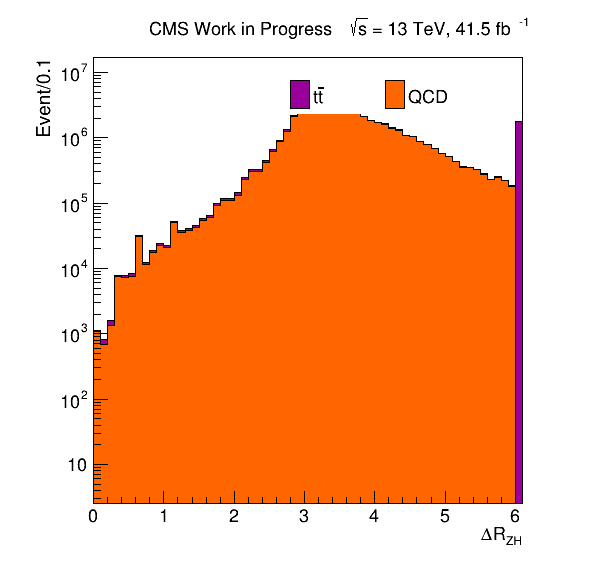 CMS Work in Progress √s = 13 TeV, 41.5 fb⁻¹
Event/0.1
tt̄
QCD
10⁷
10⁶
10⁵
10⁴
10³
10²
10
0 1 2 3 4 5 6
ΔR_ZH